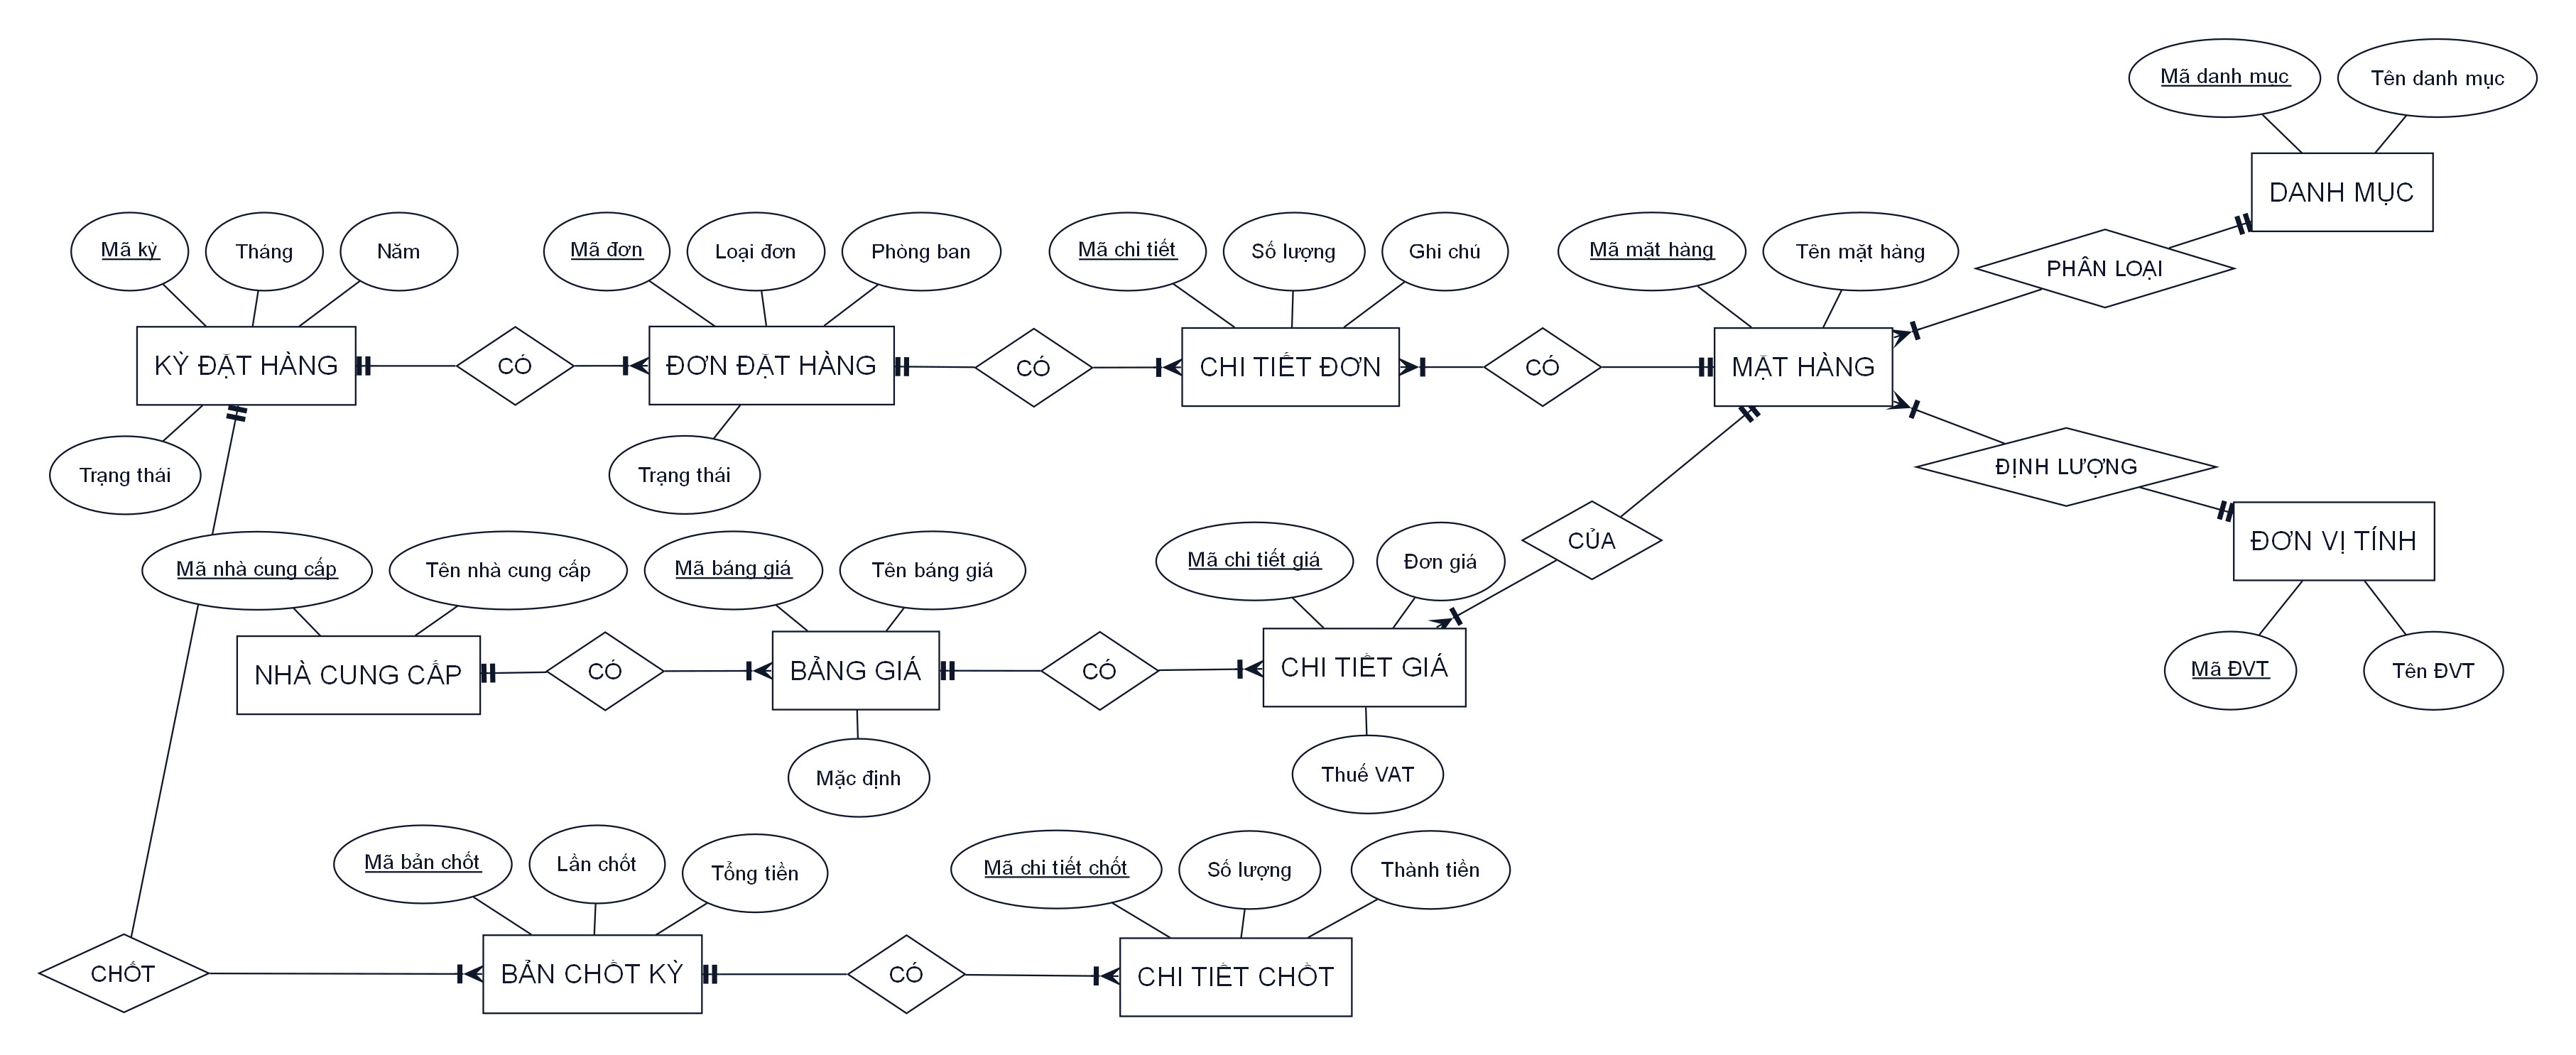 Mã danh mục
Tên danh mục
DANH MỤC
Mã kỳ
Tháng
Năm
Mã đơn
Loại đơn
Phòng ban
Mã chi tiết
Số lượng
Ghi chú
Mã mặt hàng
Tên mặt hàng
PHÂN LOẠI
KỲ ĐẶT HÀNG
CÓ
ĐƠN ĐẶT HÀNG
CÓ
CHI TIẾT ĐƠN
CÓ
MẶT HÀNG
Trạng thái
Trạng thái
ĐỊNH LƯỢNG
CỦA
ĐƠN VỊ TÍNH
Mã nhà cung cấp
Tên nhà cung cấp
Mã báng giá
Tên báng giá
Mã chi tiết giá
Đơn giá
NHÀ CUNG CẤP
CÓ
BẢNG GIÁ
CÓ
CHI TIẾT GIÁ
Mã ĐVT
Tên ĐVT
Mặc định
Thuế VAT
Mã bản chốt
Lần chốt
Tổng tiền
Mã chi tiết chốt
Số lượng
Thành tiền
CHỐT
BẢN CHỐT KỲ
CÓ
CHI TIẾT CHỐT